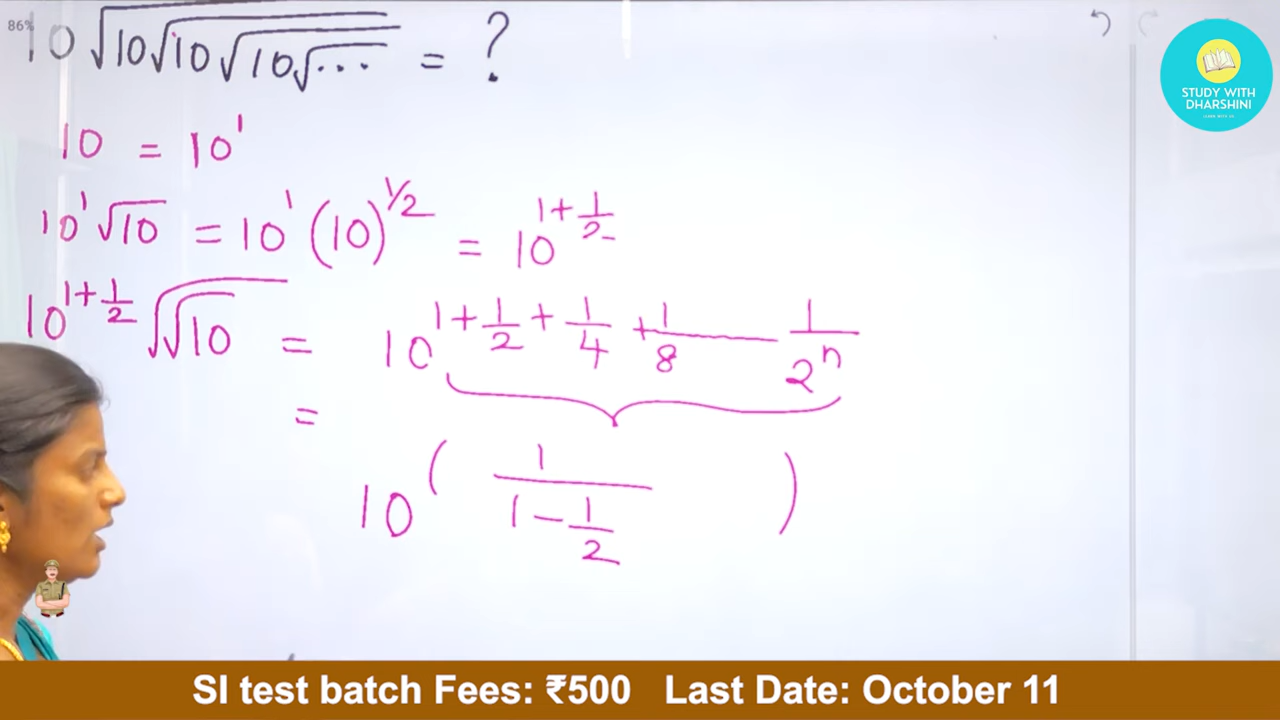 86%
10√10√10√10√... = ?
10 = 10¹
10¹√10 = 10¹(10)^1/2 = 10^1+1/2
10^1+1/2 √√10 = 10^1+1/2+1/4+1/8——1/2ⁿ
=
10^(1/(1-1/2))
STUDY WITH
DHARSHINI
SI test batch Fees: ₹500 Last Date: October 11